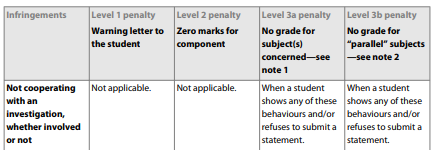 Infringements Level 1 penalty Level 2 penalty Level 3a penalty Level 3b penalty
Warning letter to Zero marks for No grade for No grade for
the student component subject(s) “parallel” subjects
concerned—see —see note 2
note 1
Not cooperating Not applicable. Not applicable. When a student When a student
with an shows any of these shows any of these
investigation, behaviours and/or behaviours and/or
whether involved refuses to submit a refuses to submit a
or not statement. statement.